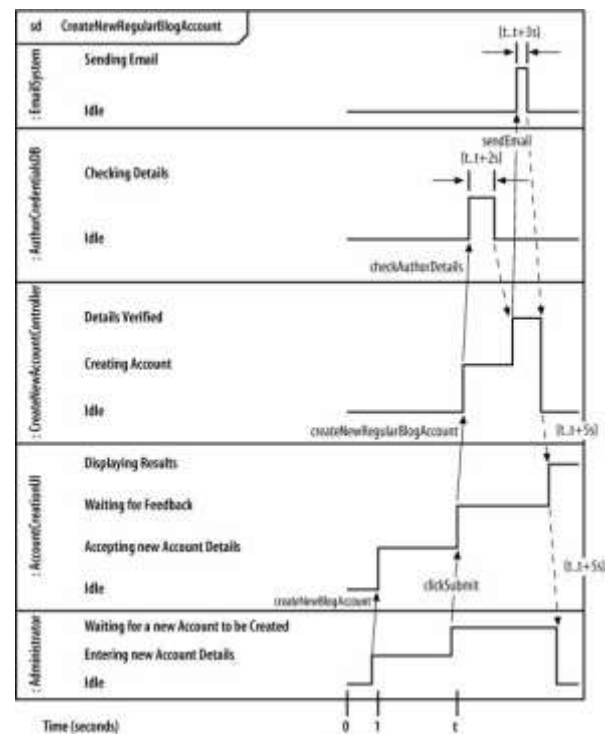 sd CreateNewRegularBlogAccount
{t..t+3s}
: EmailSystem
Sending Email
Idle
sendEmail
{t..t+2s}
: AuthorCredentialsDB
Checking Details
Idle
checkAuthorDetails
: CreateNewAccountController
Details Verified
Creating Account
Idle
createNewRegularBlogAccount
{t..t+5s}
: AccountCreationUI
Displaying Results
Waiting for Feedback
Accepting new Account Details
Idle
{t..t+5s}
createNewBlogAccount
clickSubmit
: Administrator
Waiting for a new Account to be Created
Entering new Account Details
Idle
Time (seconds) 0 1 t